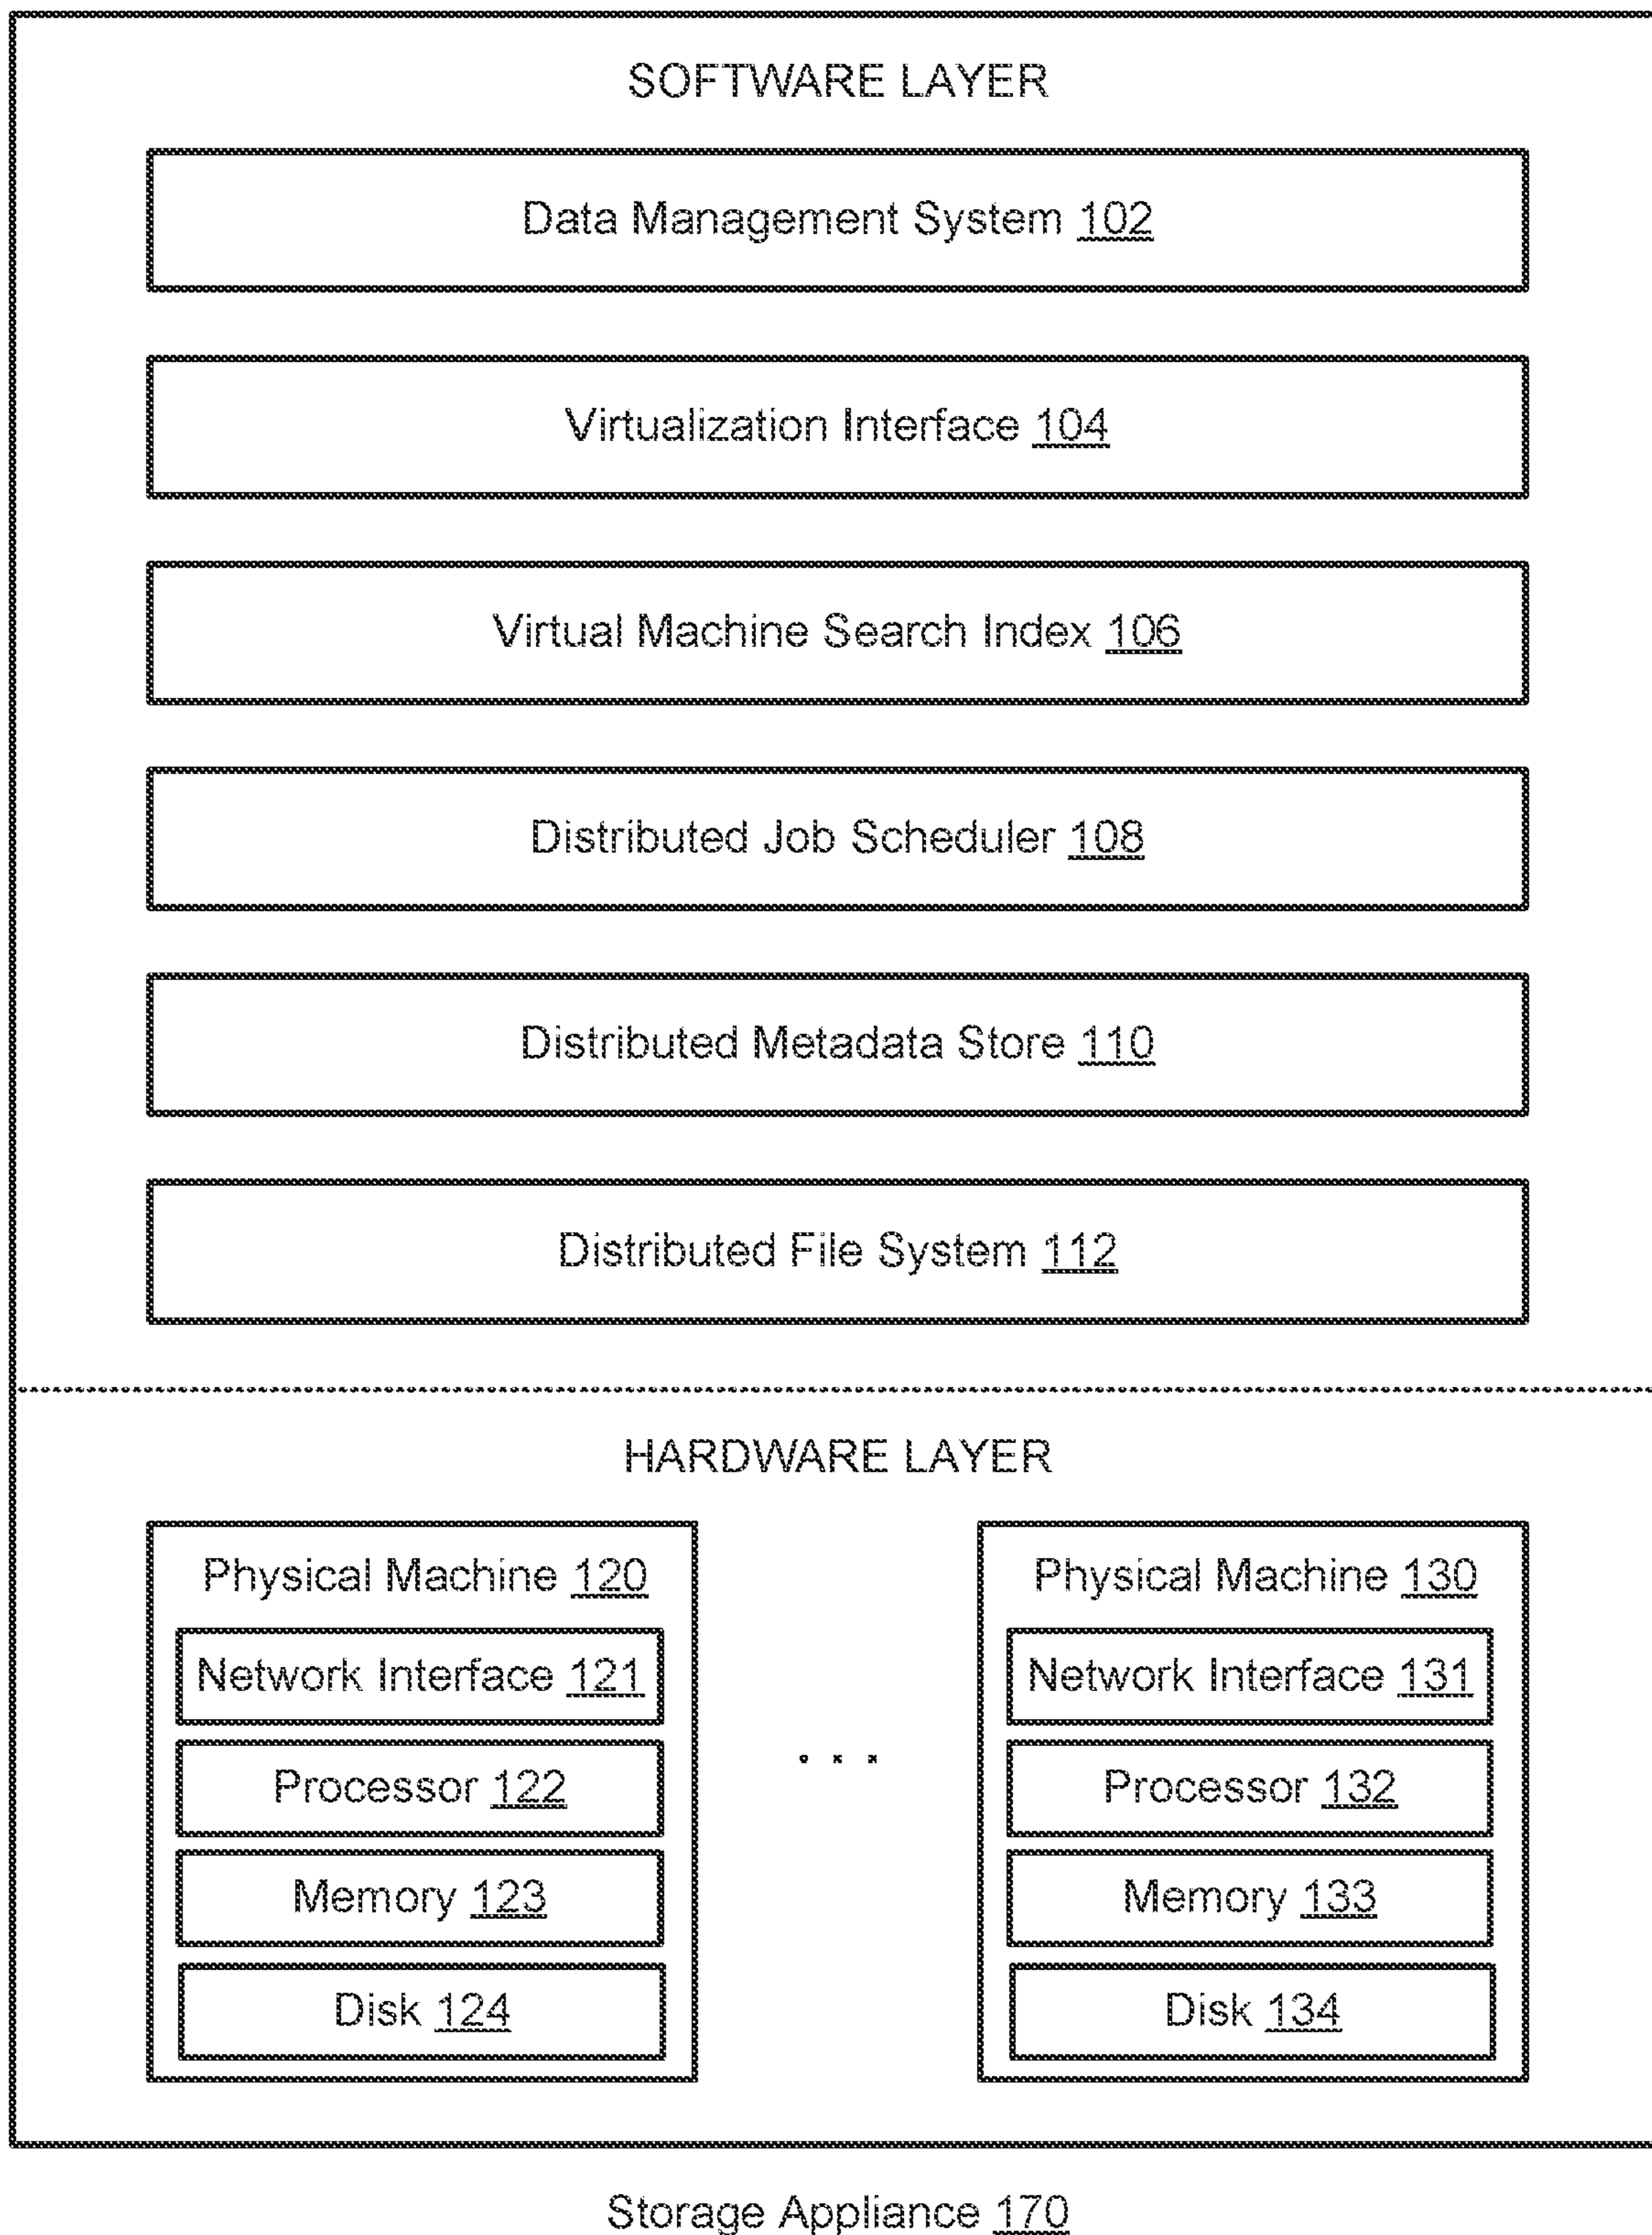 SOFTWARE LAYER
Data Management System 102
Virtualization Interface 104
Virtual Machine Search Index 106
Distributed Job Scheduler 108
Distributed Metadata Store 110
Distributed File System 112
HARDWARE LAYER
Physical Machine 120
Network Interface 121
Processor 122
Memory 123
Disk 124
. . .
Physical Machine 130
Network Interface 131
Processor 132
Memory 133
Disk 134
Storage Appliance 170